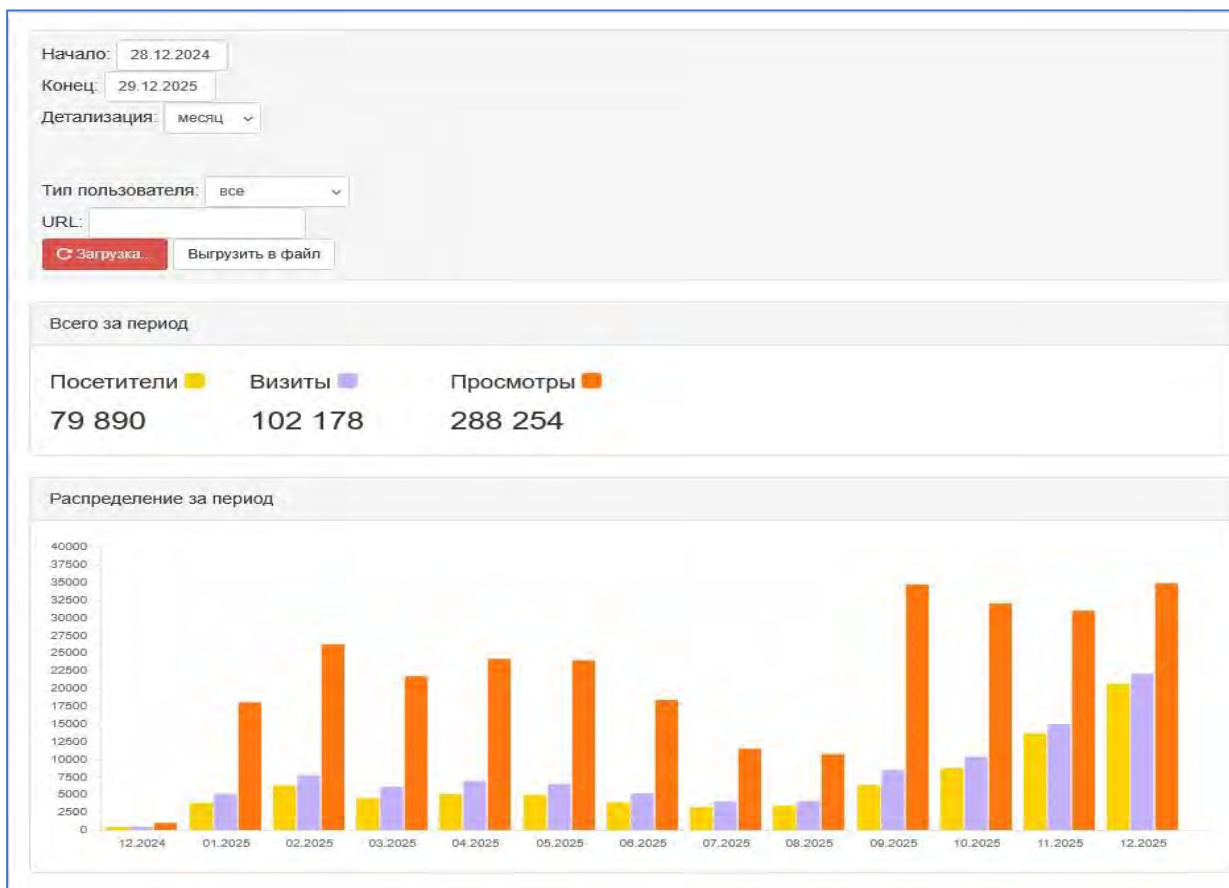 Начало: 28.12.2024
Конец: 29.12.2025
Детализация: месяц
Тип пользователя: все
URL:
Загрузка... Выгрузить в файл
Всего за период
Посетители Визиты Просмотры
79 890 102 178 288 254
Распределение за период
40000
37500
35000
32500
30000
27500
25000
22500
20000
17500
15000
12500
10000
7500
5000
2500
0
12.2024 01.2025 02.2025 03.2025 04.2025 05.2025 06.2025 07.2025 08.2025 09.2025 10.2025 11.2025 12.2025